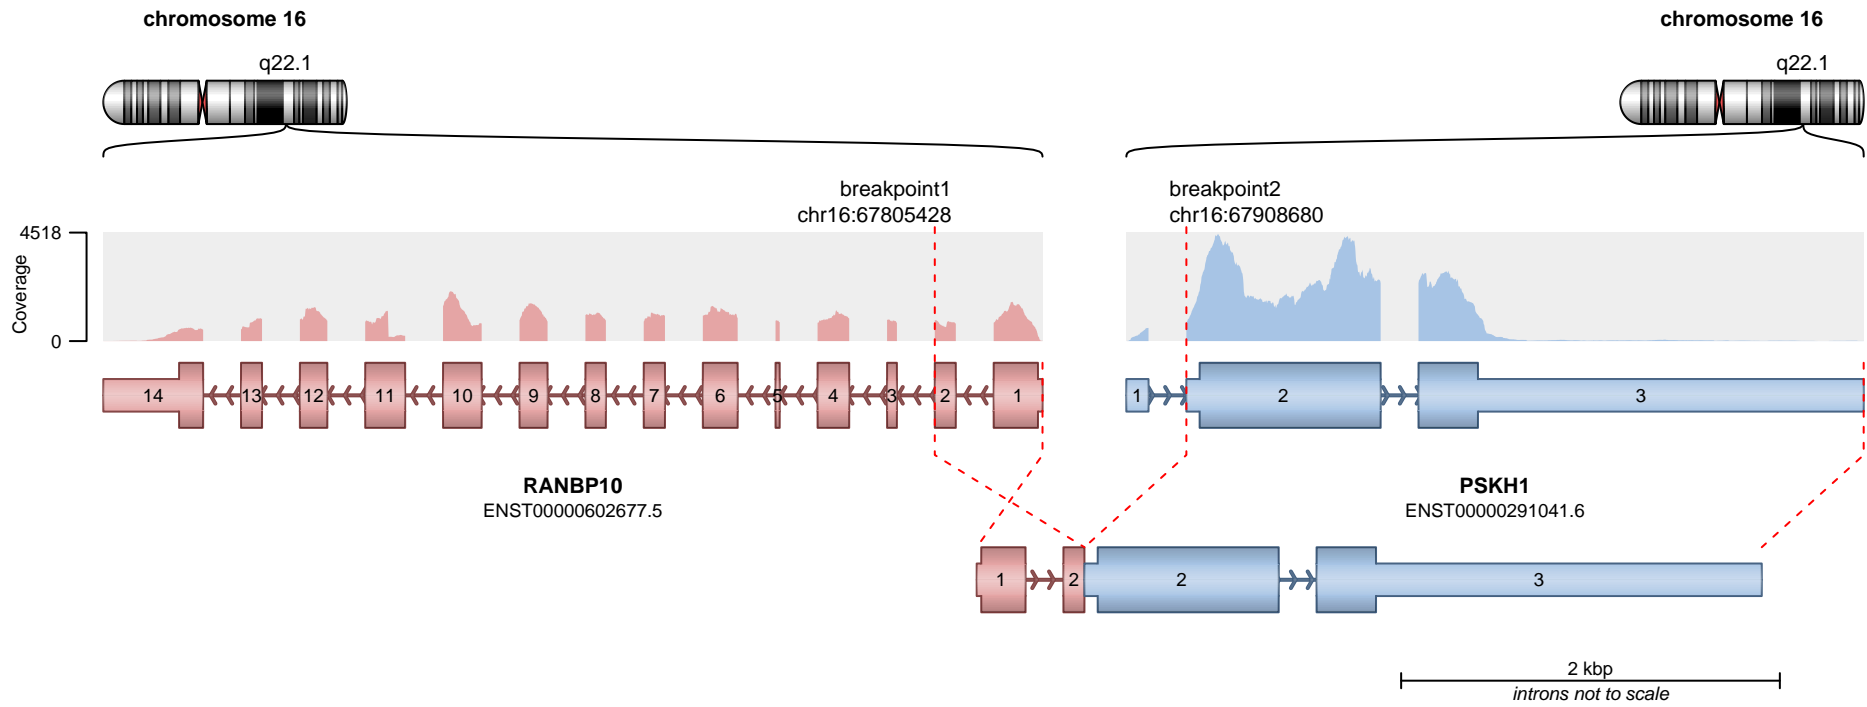 chromosome 16
chromosome 16
q22.1
q22.1
breakpoint1
chr16:67805428
breakpoint2
chr16:67908680
4518
Coverage
0
14 13 12 11 10 9 8 7 6 5 4 3 2 1
1 2 3
RANBP10
ENST00000602677.5
PSKH1
ENST00000291041.6
1 2 2 3
2 kbp
introns not to scale